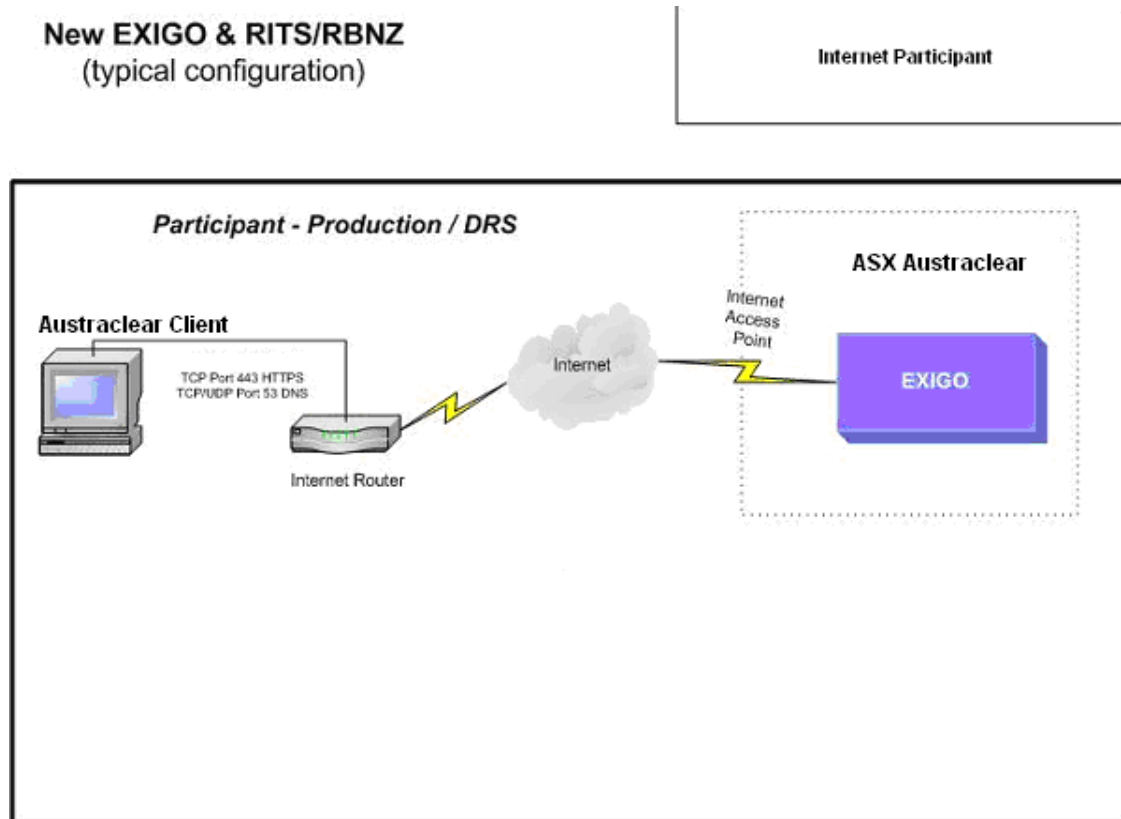 New EXIGO & RITS/RBNZ
(typical configuration)
Internet Participant
Participant - Production / DRS
ASX Austraclear
Internet
Access
Point
Austraclear Client
TCP Port 443 HTTPS
TCP/UDP Port 53 DNS
Internet
EXIGO
Internet Router